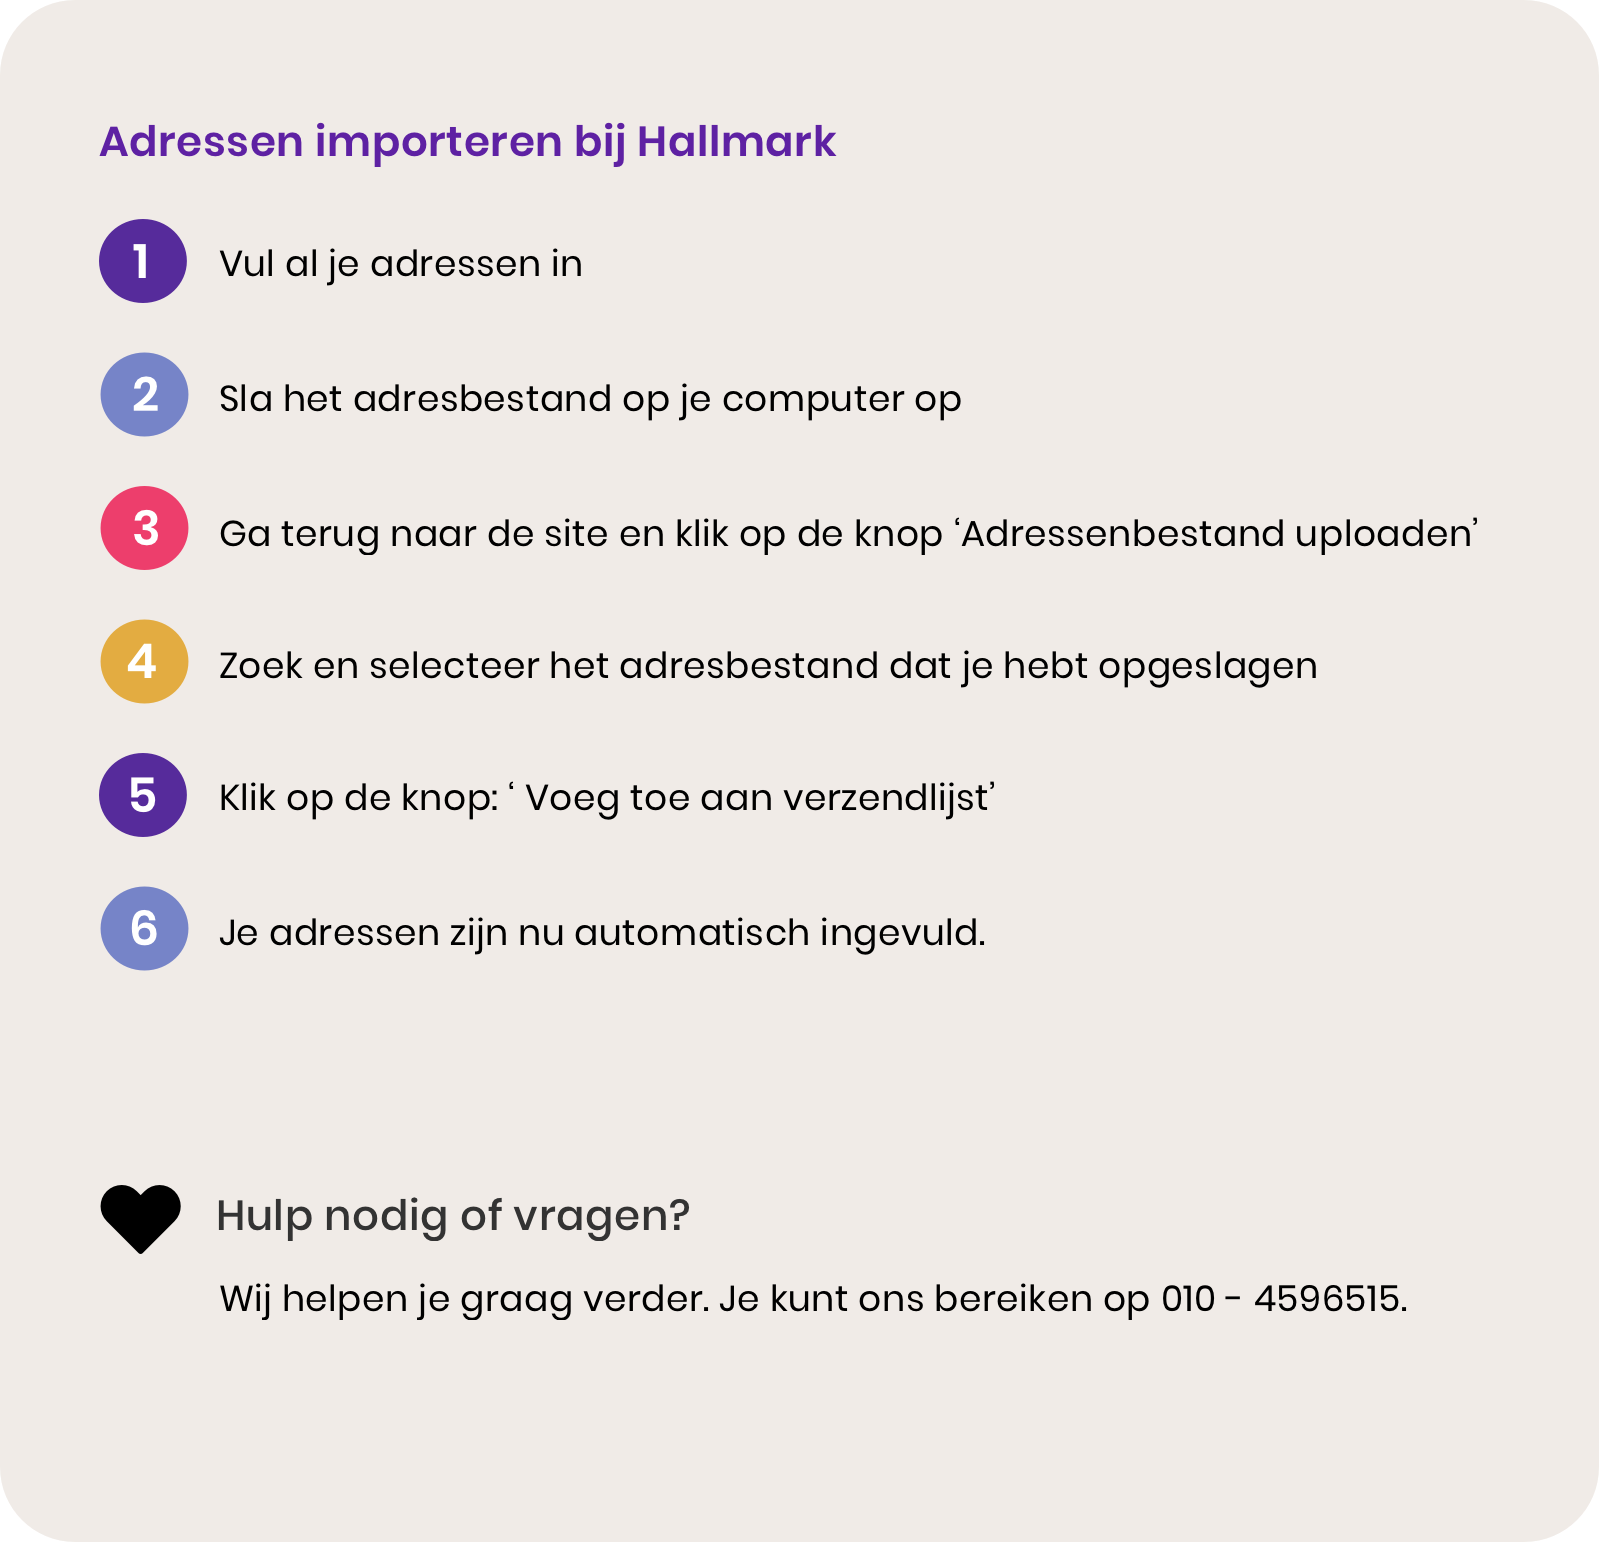 Adressen importeren bij Hallmark
1 Vul al je adressen in
2 Sla het adresbestand op je computer op
3 Ga terug naar de site en klik op de knop ‘Adressenbestand uploaden’
4 Zoek en selecteer het adresbestand dat je hebt opgeslagen
5 Klik op de knop: ‘ Voeg toe aan verzendlijst’
6 Je adressen zijn nu automatisch ingevuld.
Hulp nodig of vragen?
Wij helpen je graag verder. Je kunt ons bereiken op 010 - 4596515.